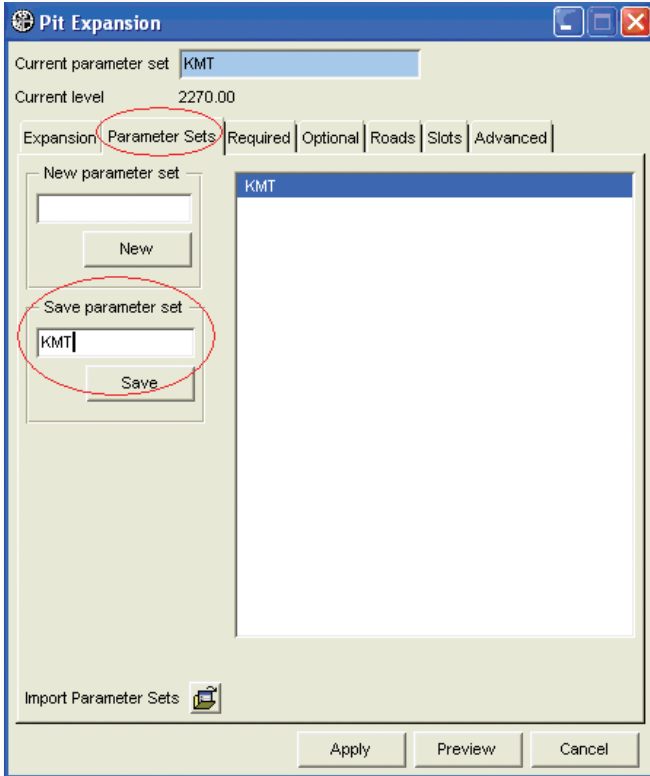 Pit Expansion
Current parameter set KMT
Current level 2270.00
Expansion Parameter Sets Required Optional Roads Slots Advanced
New parameter set
KMT
New
Save parameter set
KMT
Save
Import Parameter Sets
Apply Preview Cancel